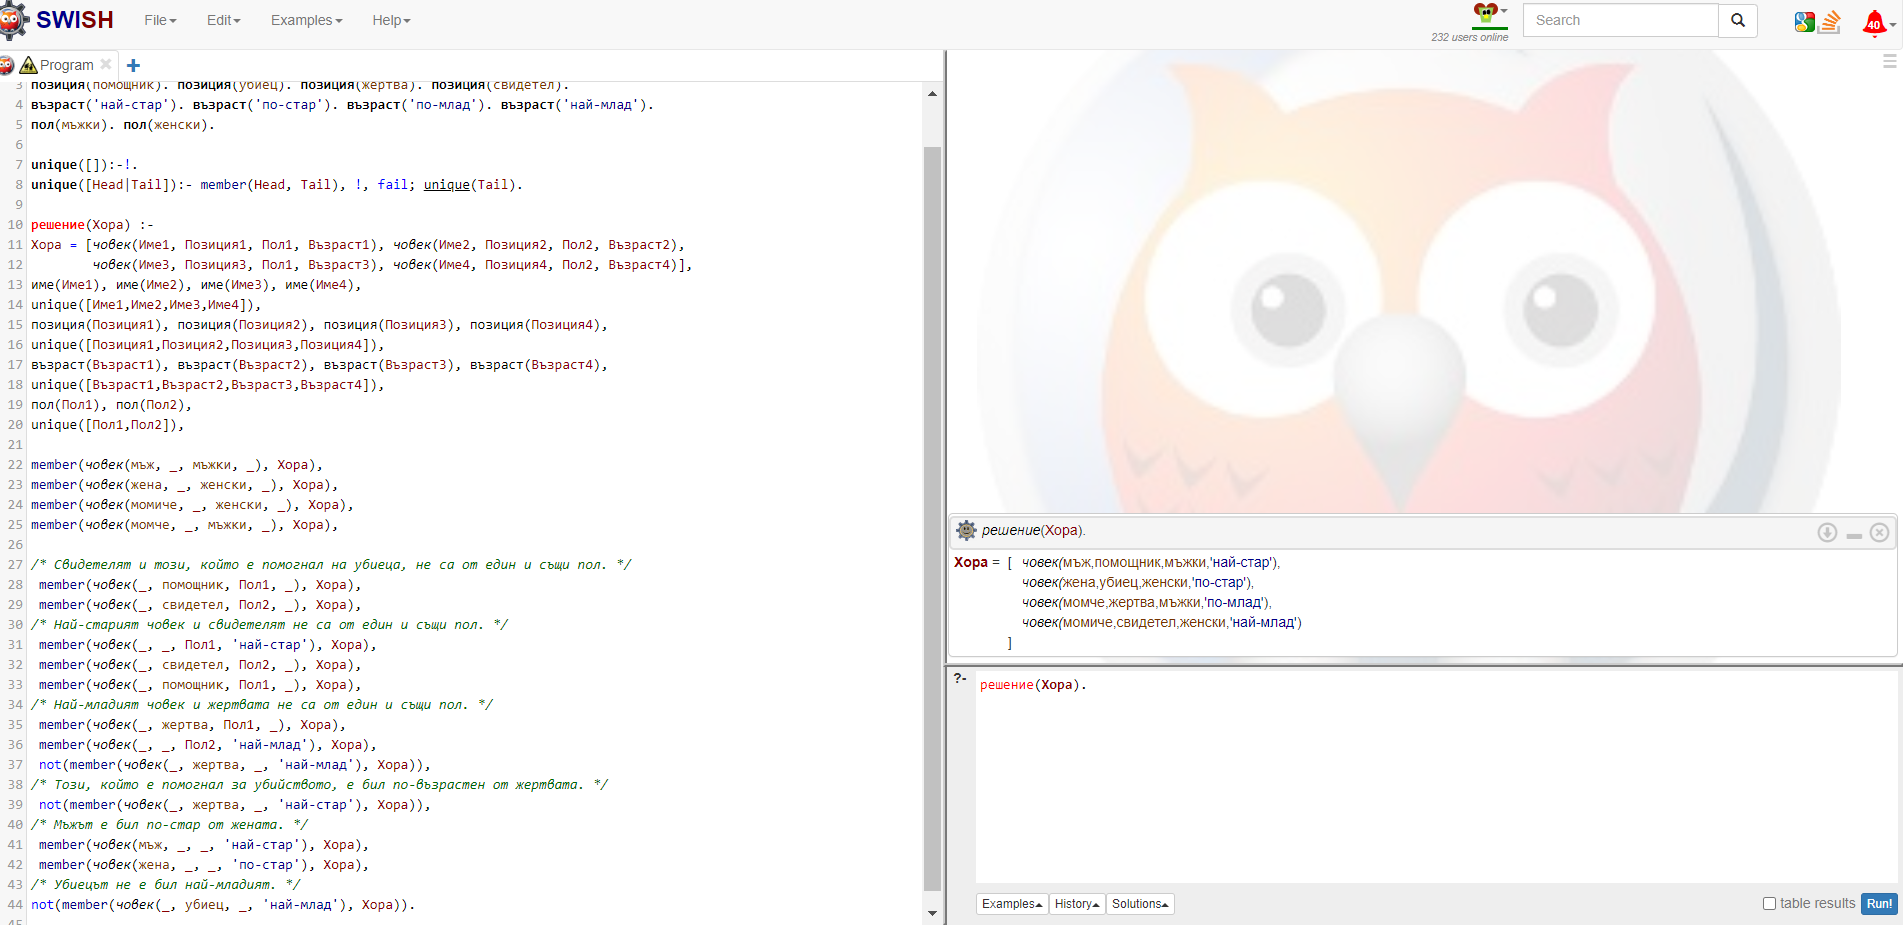 SWISH File Edit Examples Help
232 users online
Search
40
Program
3 позиция(помощник). позиция(убиец). позиция(жертва). позиция(свидетел).
4 възраст('най-стар'). възраст('по-стар'). възраст('по-млад'). възраст('най-млад').
5 пол(мъжки). пол(женски).
6
7 unique([]):-!.
8 unique([Head|Tail]):- member(Head, Tail), !, fail; unique(Tail).
9
10 решение(Хора) :-
11 Хора = [човек(Име1, Позиция1, Пол1, Възраст1), човек(Име2, Позиция2, Пол2, Възраст2),
12 човек(Име3, Позиция3, Пол1, Възраст3), човек(Име4, Позиция4, Пол2, Възраст4)],
13 име(Име1), име(Име2), име(Име3), име(Име4),
14 unique([Име1,Име2,Име3,Име4]),
15 позиция(Позиция1), позиция(Позиция2), позиция(Позиция3), позиция(Позиция4),
16 unique([Позиция1,Позиция2,Позиция3,Позиция4]),
17 възраст(Възраст1), възраст(Възраст2), възраст(Възраст3), възраст(Възраст4),
18 unique([Възраст1,Възраст2,Възраст3,Възраст4]),
19 пол(Пол1), пол(Пол2),
20 unique([Пол1,Пол2]),
21
22 member(човек(мъж, _, мъжки, _), Хора),
23 member(човек(жена, _, женски, _), Хора),
24 member(човек(момиче, _, женски, _), Хора),
25 member(човек(момче, _, мъжки, _), Хора),
26
27 /* Свидетелят и този, който е помогнал на убиеца, не са от един и същи пол. */
28 member(човек(_, помощник, Пол1, _), Хора),
29 member(човек(_, свидетел, Пол2, _), Хора),
30 /* Най-старият човек и свидетелят не са от един и същи пол. */
31 member(човек(_, _, Пол1, 'най-стар'), Хора),
32 member(човек(_, свидетел, Пол2, _), Хора),
33 member(човек(_, помощник, Пол1, _), Хора),
34 /* Най-младият човек и жертвата не са от един и същи пол. */
35 member(човек(_, жертва, Пол1, _), Хора),
36 member(човек(_, _, Пол2, 'най-млад'), Хора),
37 not(member(човек(_, жертва, _, 'най-млад'), Хора)),
38 /* Този, който е помогнал за убийството, е бил по-възрастен от жертвата. */
39 not(member(човек(_, жертва, _, 'най-стар'), Хора)),
40 /* Мъжът е бил по-стар от жената. */
41 member(човек(мъж, _, _, 'най-стар'), Хора),
42 member(човек(жена, _, _, 'по-стар'), Хора),
43 /* Убиецът не е бил най-младият. */
44 not(member(човек(_, убиец, _, 'най-млад'), Хора)).
45
решение(Хора).
Хора = [ човек(мъж,помощник,мъжки,'най-стар'),
човек(жена,убиец,женски,'по-стар'),
човек(момче,жертва,мъжки,'по-млад'),
човек(момиче,свидетел,женски,'най-млад')
]
?- решение(Хора).
Examples History Solutions table results Run!